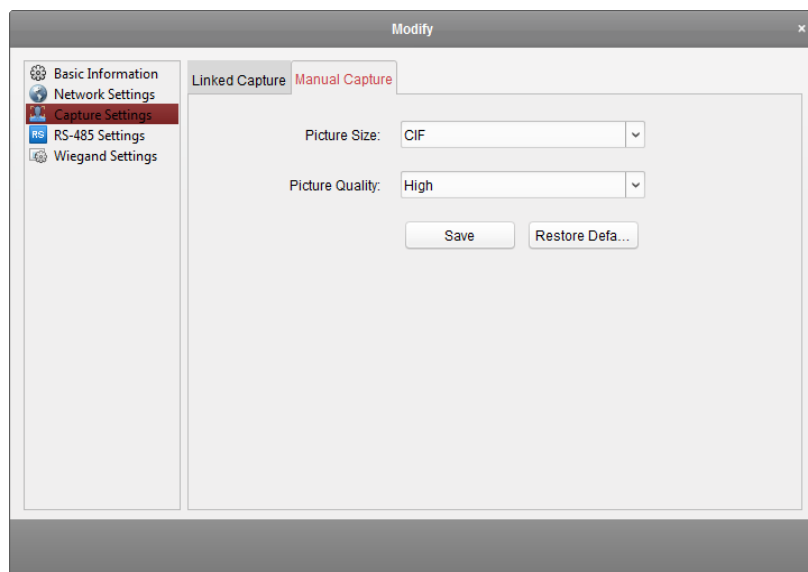 Modify
×
Basic Information
Network Settings
Capture Settings
RS RS-485 Settings
Wiegand Settings
Linked Capture Manual Capture
Picture Size: CIF
Picture Quality: High
Save Restore Defa...